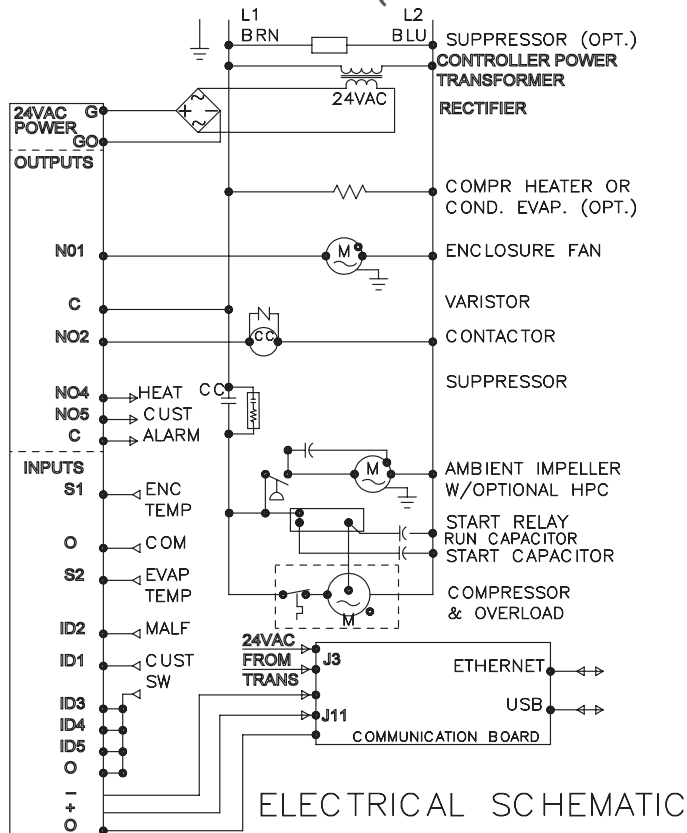 L1 L2
BRN BLU
SUPPRESSOR (OPT.)
CONTROLLER POWER
TRANSFORMER
24VAC
RECTIFIER
24VAC G
POWER
GO
OUTPUTS
COMPR HEATER OR
COND. EVAP. (OPT.)
NO1
M
ENCLOSURE FAN
C
VARISTOR
N
NO2
CC
CONTACTOR
SUPPRESSOR
NO4 HEAT
CC
NO5 CUST
C ALARM
INPUTS
S1 ENC
TEMP
M
AMBIENT IMPELLER
W/OPTIONAL HPC
START RELAY
RUN CAPACITOR
START CAPACITOR
O COM
S2 EVAP
TEMP
COMPRESSOR
& OVERLOAD
M
ID2 MALF
ID1 CUST
SW
24VAC
FROM
TRANS
J3
ETHERNET
USB
J11
COMMUNICATION BOARD
ID3
ID4
ID5
O
-
+
O
ELECTRICAL SCHEMATIC